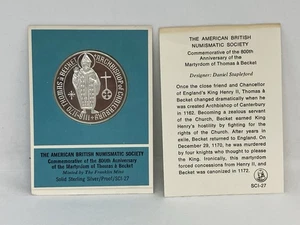 THOMAS À BECKET ARCHBISHOP OF CANTERBURY
THE AMERICAN BRITISH NUMISMATIC SOCIETY
Commemorative of the 800th Anniversary
of the Martyrdom of Thomas à Becket
Minted by The Franklin Mint
Solid Sterling Silver/Proof/SCI-27
THE AMERICAN BRITISH
NUMISMATIC SOCIETY
Commemorative of the 800th
Anniversary of the
Martyrdom of Thomas à Becket
Designer: Daniel Stapleford
Once the close friend and Chancellor
of England's King Henry II, Thomas
à Becket changed dramatically when he
was created Archbishop of Canterbury
in 1162. Becoming a zealous servant
of the Church, Becket earned King
Henry's hostility by fighting for the
rights of the Church. After years in
exile, Becket returned to England. On
December 29, 1170, he was murdered
by four knights who thought to please
the King. Ironically, this martyrdom
forced concessions from Henry II, and
Becket was canonized in 1172.
SCI-27